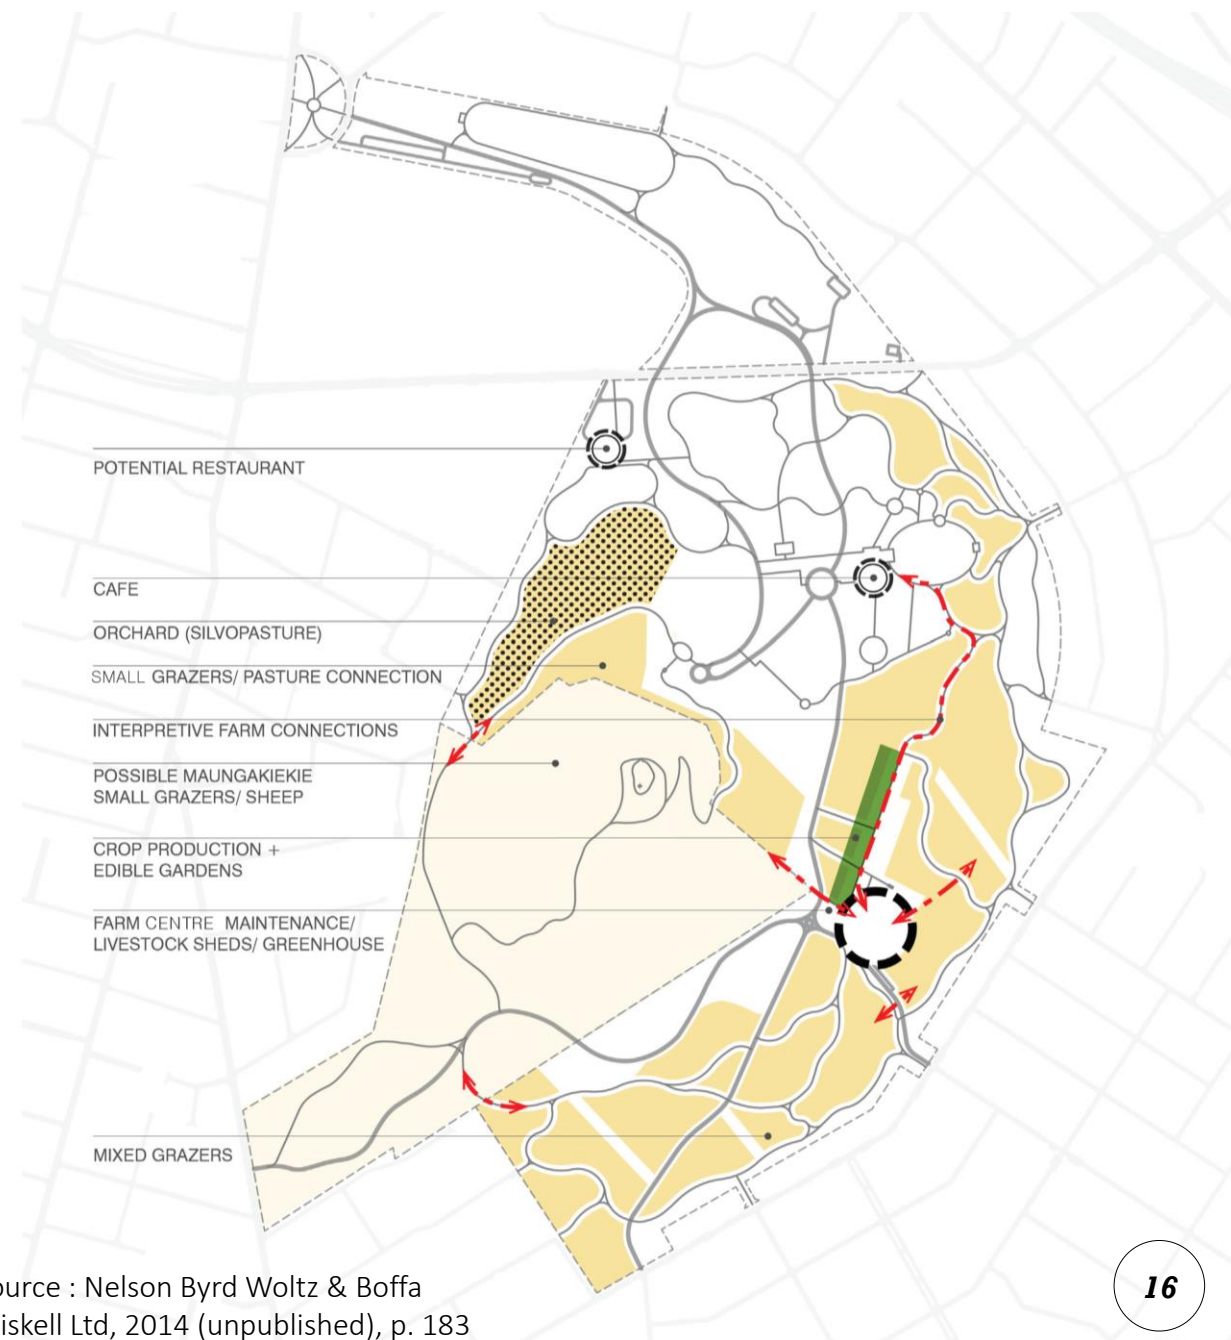 POTENTIAL RESTAURANT
CAFE
ORCHARD (SILVOPASTURE)
SMALL GRAZERS/ PASTURE CONNECTION
INTERPRETIVE FARM CONNECTIONS
POSSIBLE MAUNGAKIEKIE
SMALL GRAZERS/ SHEEP
CROP PRODUCTION +
EDIBLE GARDENS
FARM CENTRE MAINTENANCE/
LIVESTOCK SHEDS/ GREENHOUSE
MIXED GRAZERS
ource : Nelson Byrd Woltz & Boffa
iskell Ltd, 2014 (unpublished), p. 183
16